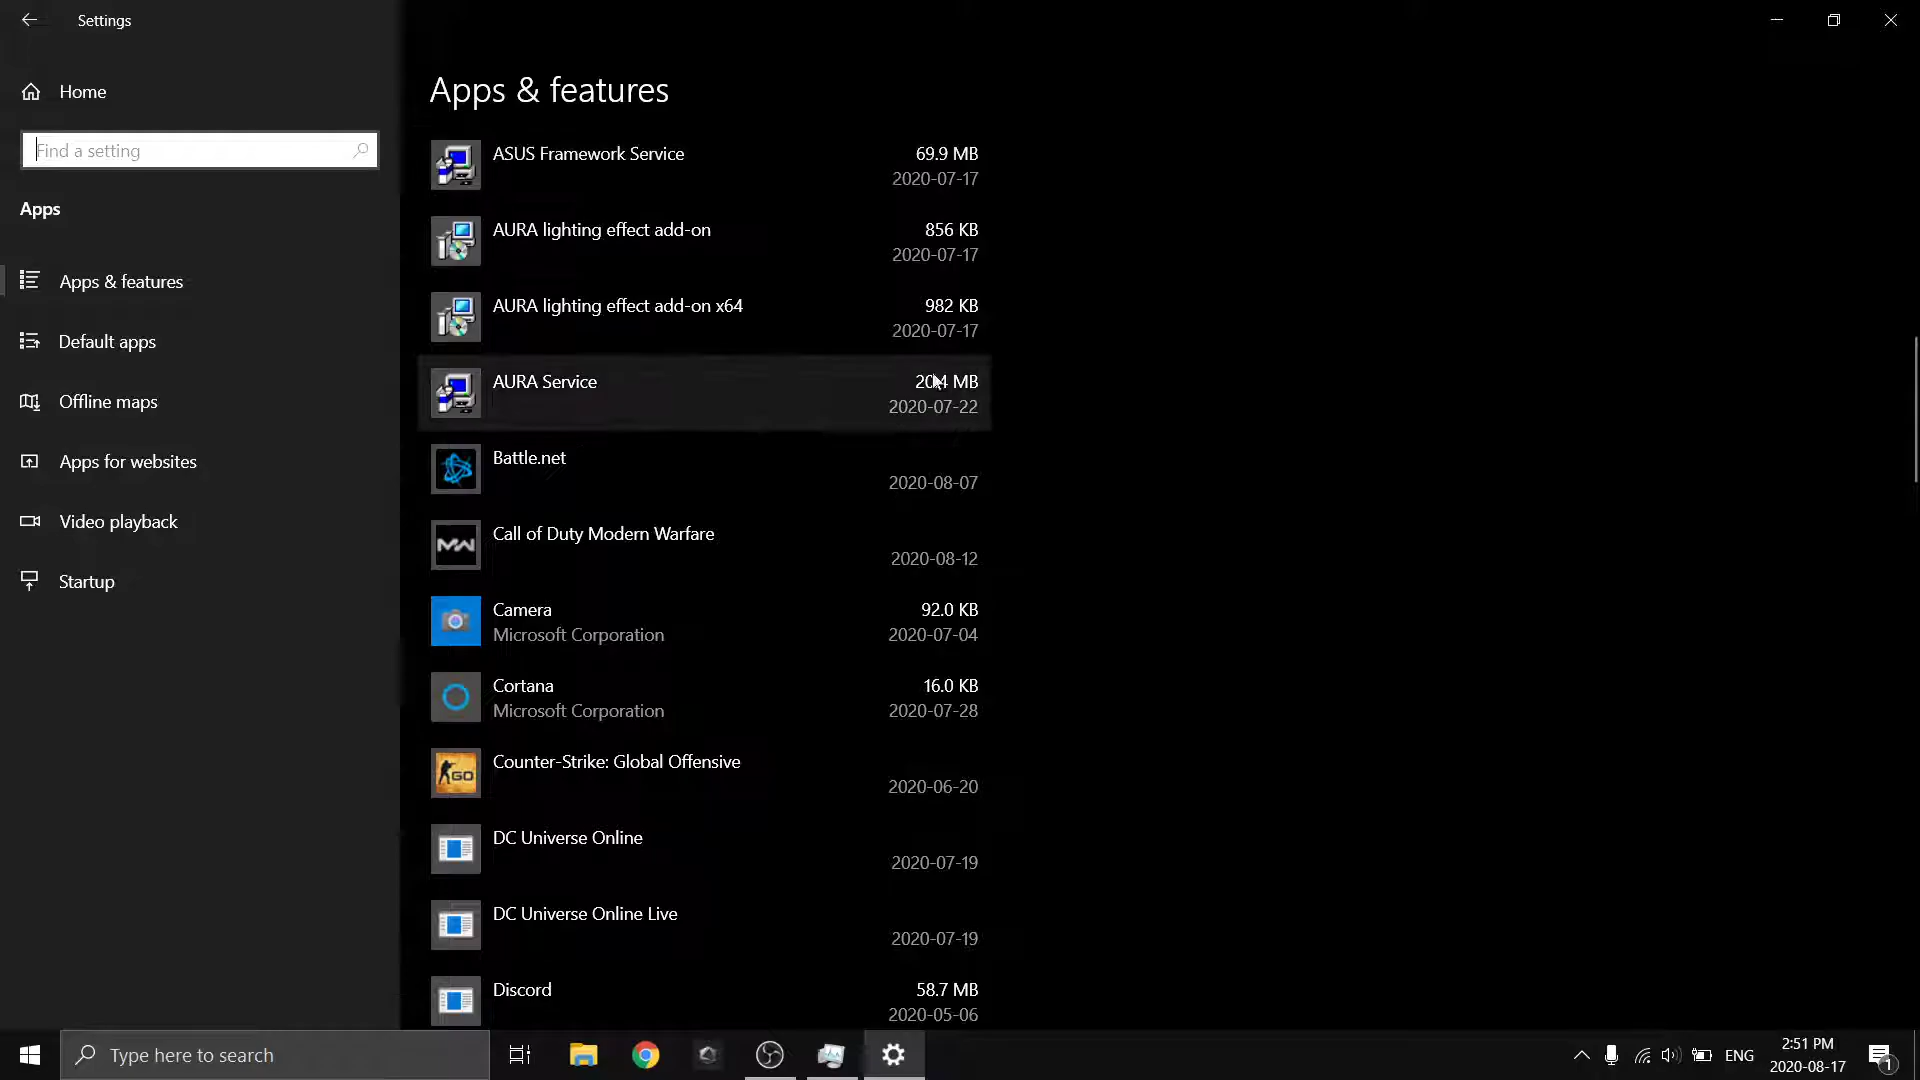 Settings
Home
Find a setting
Apps
Apps & features
Default apps
Offline maps
Apps for websites
Video playback
Startup
Apps & features
ASUS Framework Service 69.9 MB
2020-07-17
AURA lighting effect add-on 856 KB
2020-07-17
AURA lighting effect add-on x64 982 KB
2020-07-17
AURA Service MB
2020-07-22
Battle.net
2020-08-07
Call of Duty Modern Warfare
2020-08-12
Camera 92.0 KB
Microsoft Corporation 2020-07-04
Cortana 16.0 KB
Microsoft Corporation 2020-07-28
Counter-Strike: Global Offensive
2020-06-20
DC Universe Online
2020-07-19
DC Universe Online Live
2020-07-19
Discord 58.7 MB
2020-05-06
MW
GO
Type here to search
ENG
2:51 PM
2020-08-17
1